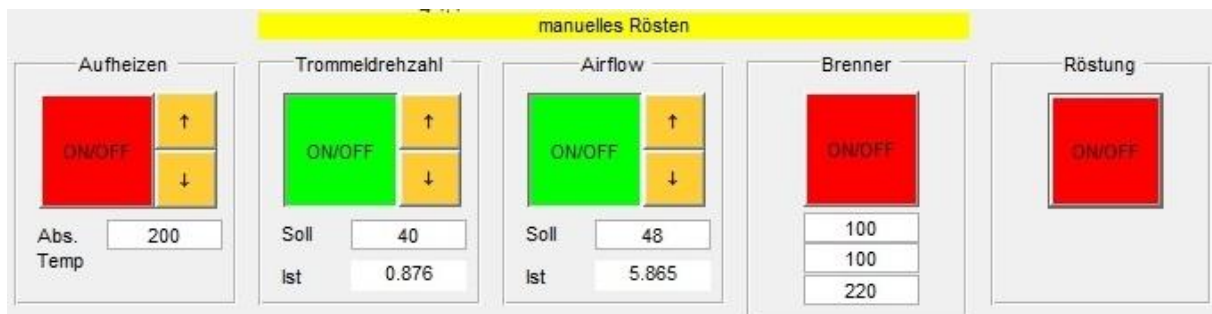 manuelles Rösten
Aufheizen
ON/OFF
↑
↓
Abs. Temp
200
Trommeldrehzahl
ON/OFF
↑
↓
Soll
40
Ist
0.876
Airflow
ON/OFF
↑
↓
Soll
48
Ist
5.865
Brenner
ON/OFF
100
100
220
Röstung
ON/OFF